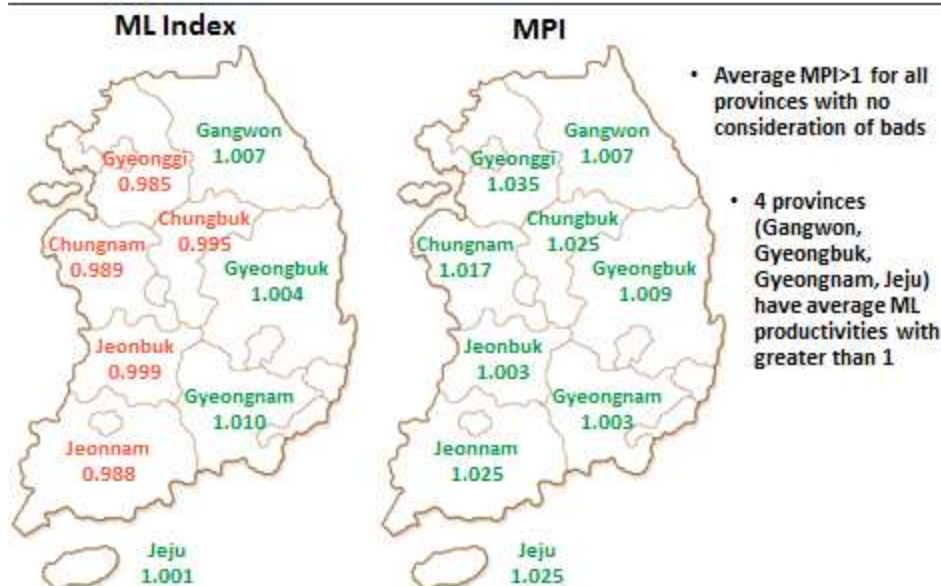 ML Index
Gangwon
1.007
Gyeonggi
0.985
Chungbuk
0.995
Chungnam
0.989
Gyeongbuk
1.004
Jeonbuk
0.999
Gyeongnam
1.010
Jeonnam
0.988
Jeju
1.001
MPI
Gangwon
1.007
Gyeonggi
1.035
Chungbuk
1.025
Chungnam
1.017
Gyeongbuk
1.009
Jeonbuk
1.003
Gyeongnam
1.003
Jeonnam
1.025
Jeju
1.025
• Average MPI>1 for all
provinces with no
consideration of bads
• 4 provinces
(Gangwon,
Gyeongbuk,
Gyeongnam, Jeju)
have average ML
productivities with
greater than 1